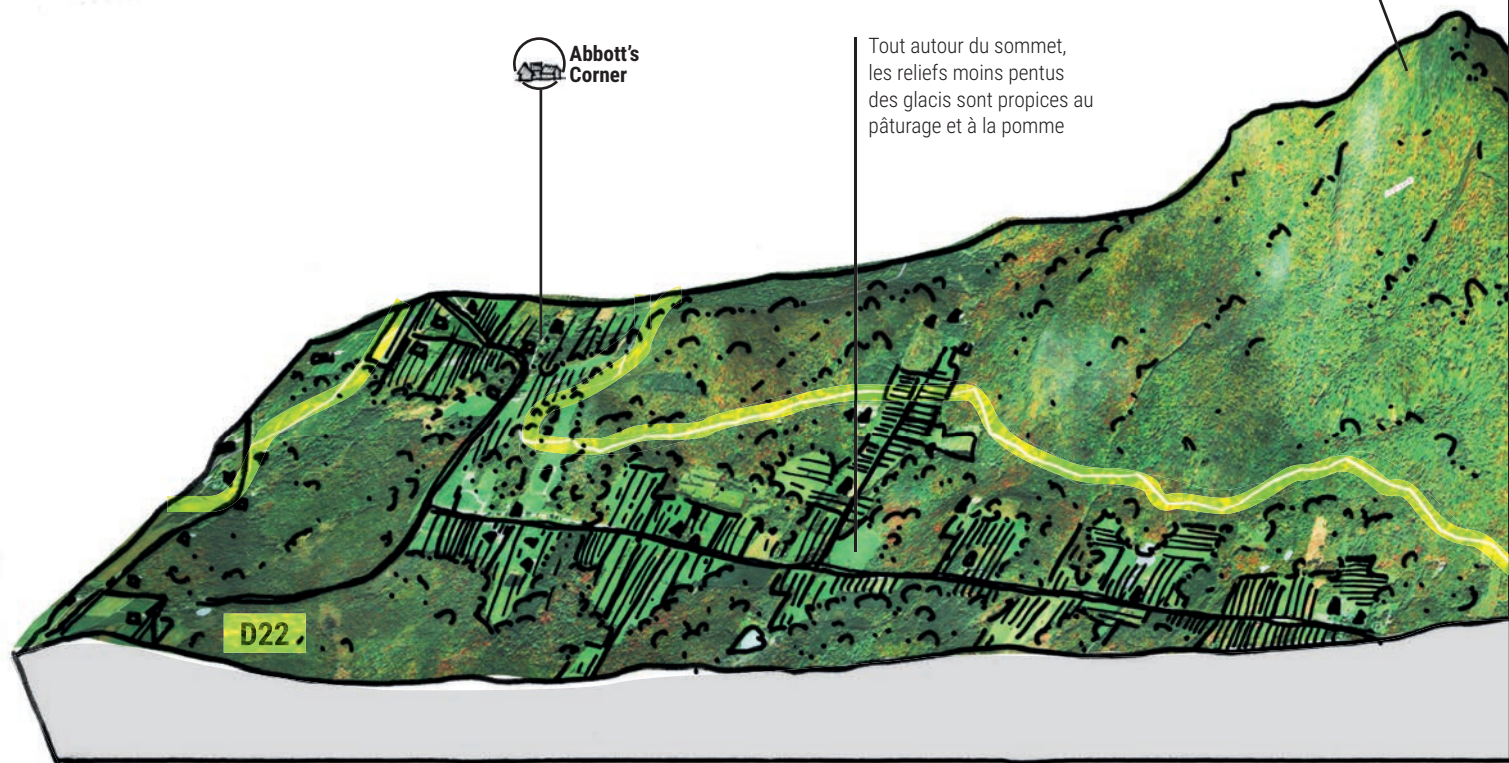 Abbott's
Corner
Tout autour du sommet,
les reliefs moins pentus
des glacis sont propices au
pâturage et à la pomme
D22